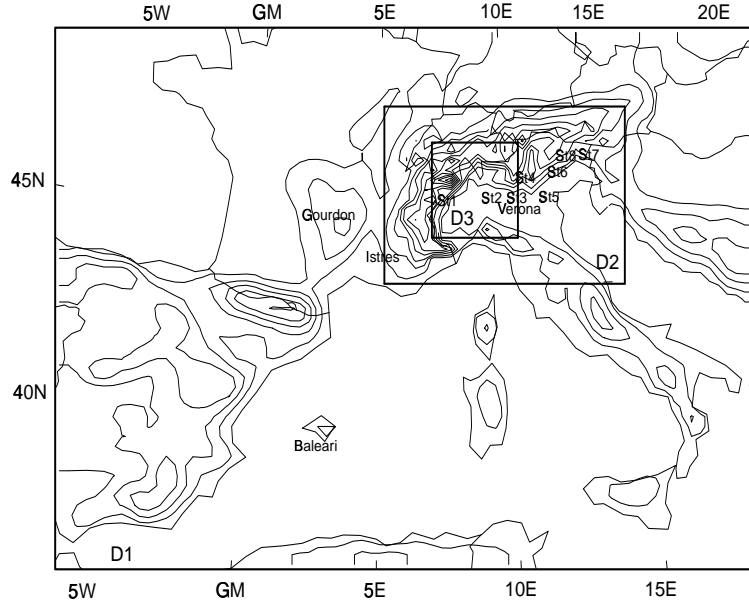 5W GM 5E 10E 15E 20E
St8 St7
St6
45N
St4
St1 St2 St3 St5
Verona
Gourdon
D3
Istres
D2
40N
Baleari
D1
5W GM 5E 10E 15E